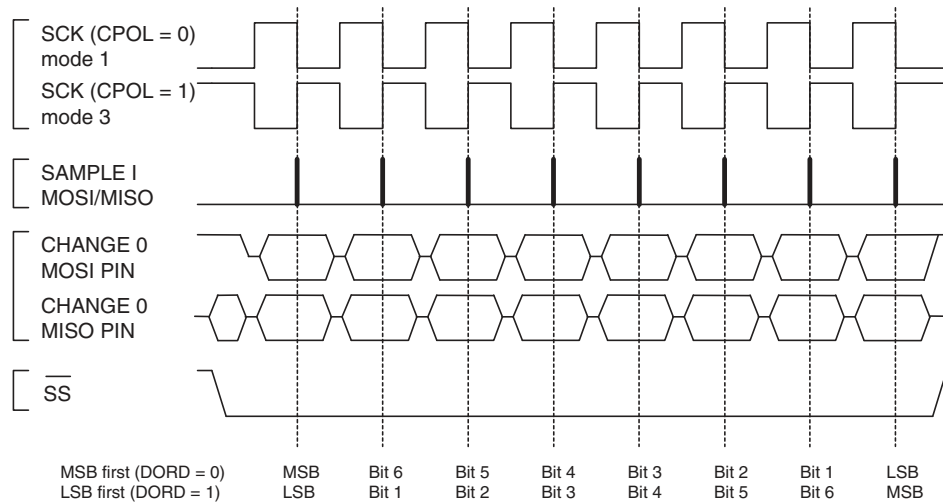 SCK (CPOL = 0)
mode 1
SCK (CPOL = 1)
mode 3
SAMPLE I
MOSI/MISO
CHANGE 0
MOSI PIN
CHANGE 0
MISO PIN
SS
MSB first (DORD = 0) MSB Bit 6 Bit 5 Bit 4 Bit 3 Bit 2 Bit 1 LSB
LSB first (DORD = 1) LSB Bit 1 Bit 2 Bit 3 Bit 4 Bit 5 Bit 6 MSB